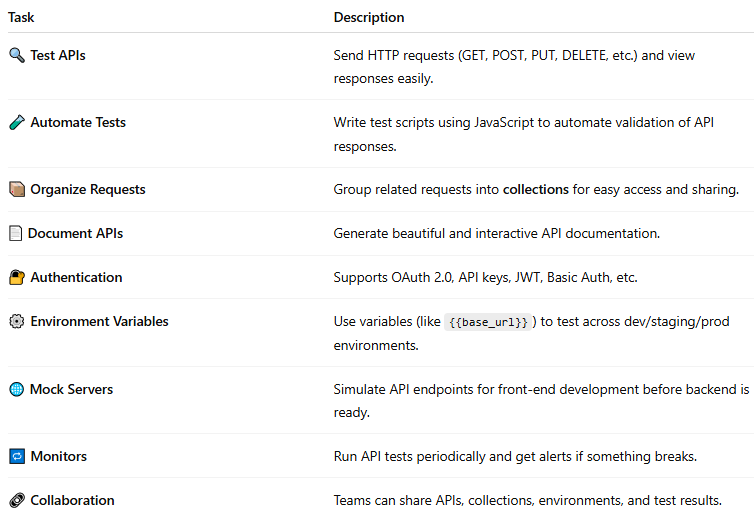 Task Description
Test APIs Send HTTP requests (GET, POST, PUT, DELETE, etc.) and view
responses easily.
Automate Tests Write test scripts using JavaScript to automate validation of API
responses.
Organize Requests Group related requests into collections for easy access and sharing.
Document APIs Generate beautiful and interactive API documentation.
Authentication Supports OAuth 2.0, API keys, JWT, Basic Auth, etc.
Environment Variables Use variables (like {{base_url}} ) to test across dev/staging/prod
environments.
Mock Servers Simulate API endpoints for front-end development before backend is
ready.
Monitors Run API tests periodically and get alerts if something breaks.
Collaboration Teams can share APIs, collections, environments, and test results.